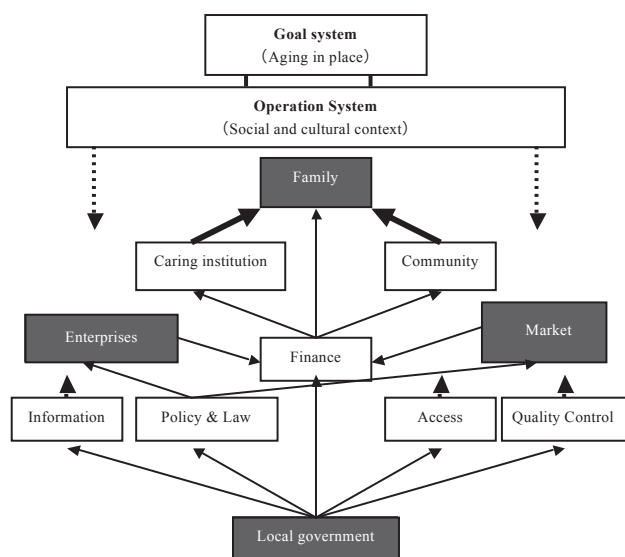 Goal system
（Aging in place）
Operation System
（Social and cultural context）
Family
Caring institution
Community
Enterprises
Finance
Market
Information
Policy & Law
Access
Quality Control
Local government